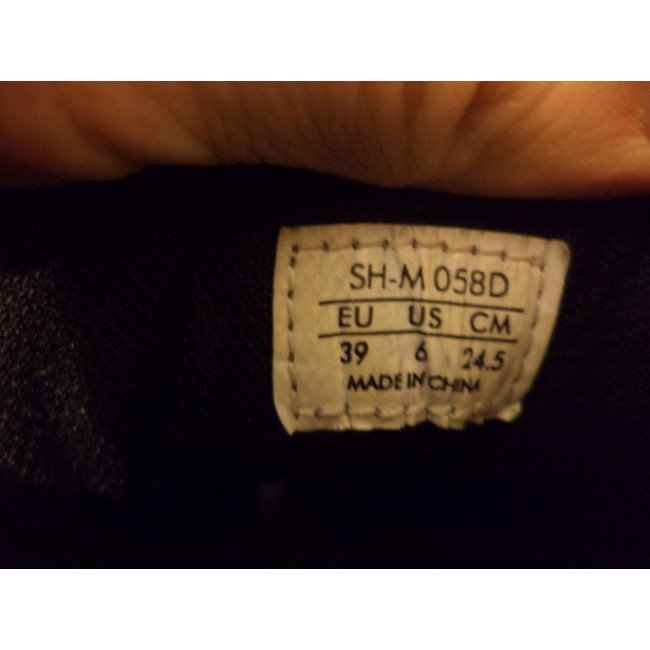 SH-M 058D
EU US CM
39 6 24.5
MADE IN CHINA